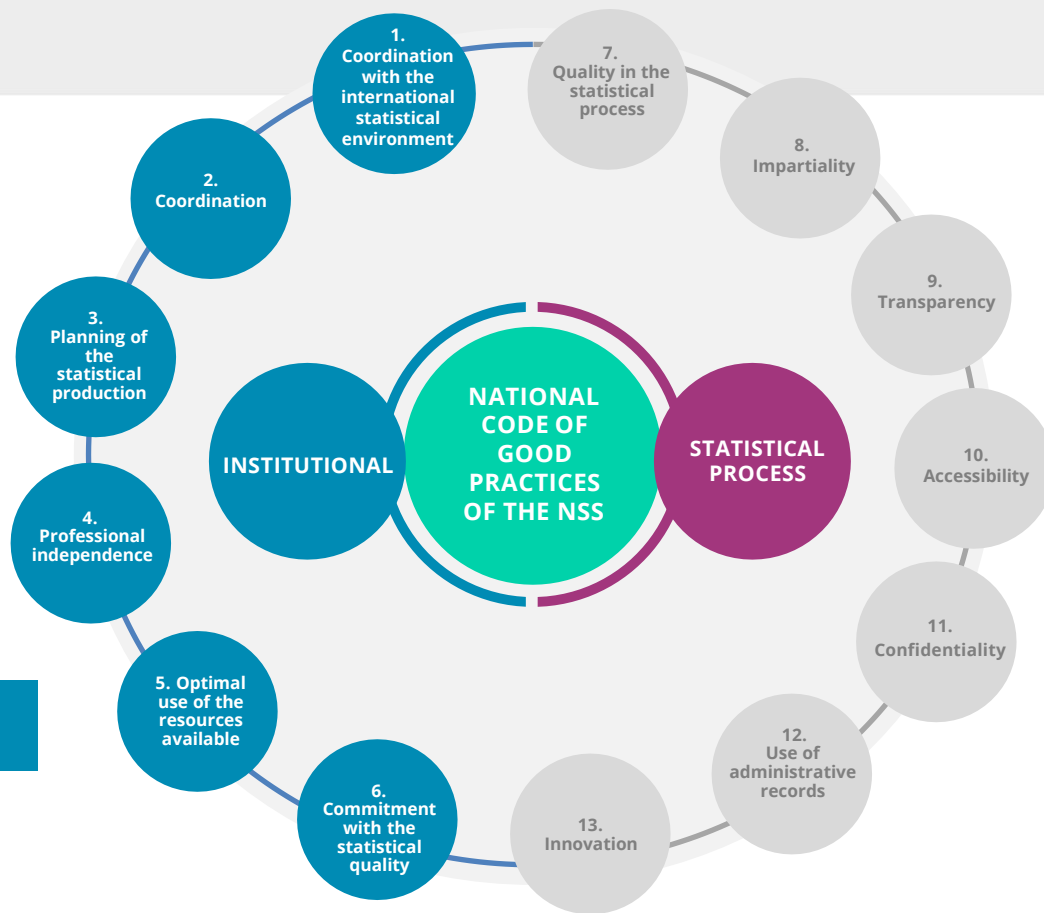 1.
Coordination
with the
international
statistical
environment
2.
Coordination
3.
Planning of
the
statistical
production
4.
Professional
independence
5. Optimal
use of the
resources
available
6.
Commitment
with the
statistical
quality
7.
Quality in the
statistical
process
8.
Impartiality
9.
Transparency
10.
Accessibility
11.
Confidentiality
12.
Use of
administrative
records
13.
Innovation
INSTITUTIONAL
NATIONAL
CODE OF
GOOD
PRACTICES
OF THE NSS
STATISTICAL
PROCESS